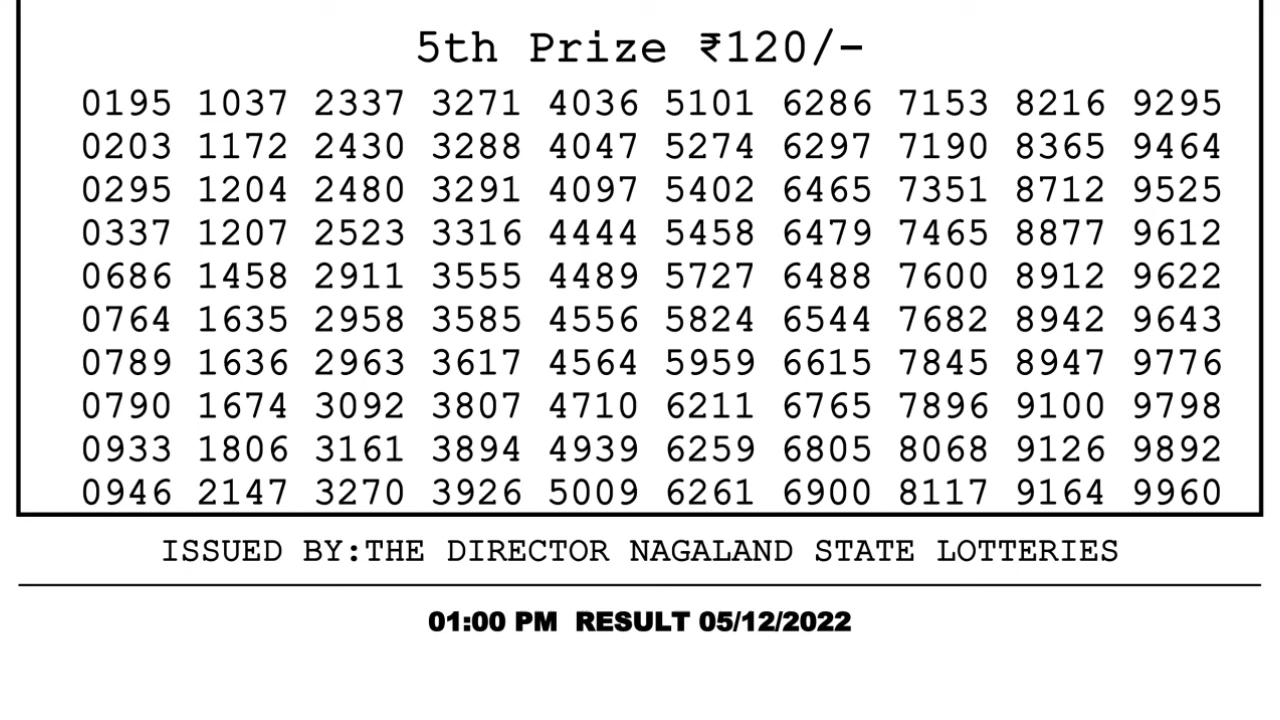 5th Prize ₹120/-
0195 1037 2337 3271 4036 5101 6286 7153 8216 9295
0203 1172 2430 3288 4047 5274 6297 7190 8365 9464
0295 1204 2480 3291 4097 5402 6465 7351 8712 9525
0337 1207 2523 3316 4444 5458 6479 7465 8877 9612
0686 1458 2911 3555 4489 5727 6488 7600 8912 9622
0764 1635 2958 3585 4556 5824 6544 7682 8942 9643
0789 1636 2963 3617 4564 5959 6615 7845 8947 9776
0790 1674 3092 3807 4710 6211 6765 7896 9100 9798
0933 1806 3161 3894 4939 6259 6805 8068 9126 9892
0946 2147 3270 3926 5009 6261 6900 8117 9164 9960
ISSUED BY:THE DIRECTOR NAGALAND STATE LOTTERIES
01:00 PM RESULT 05/12/2022